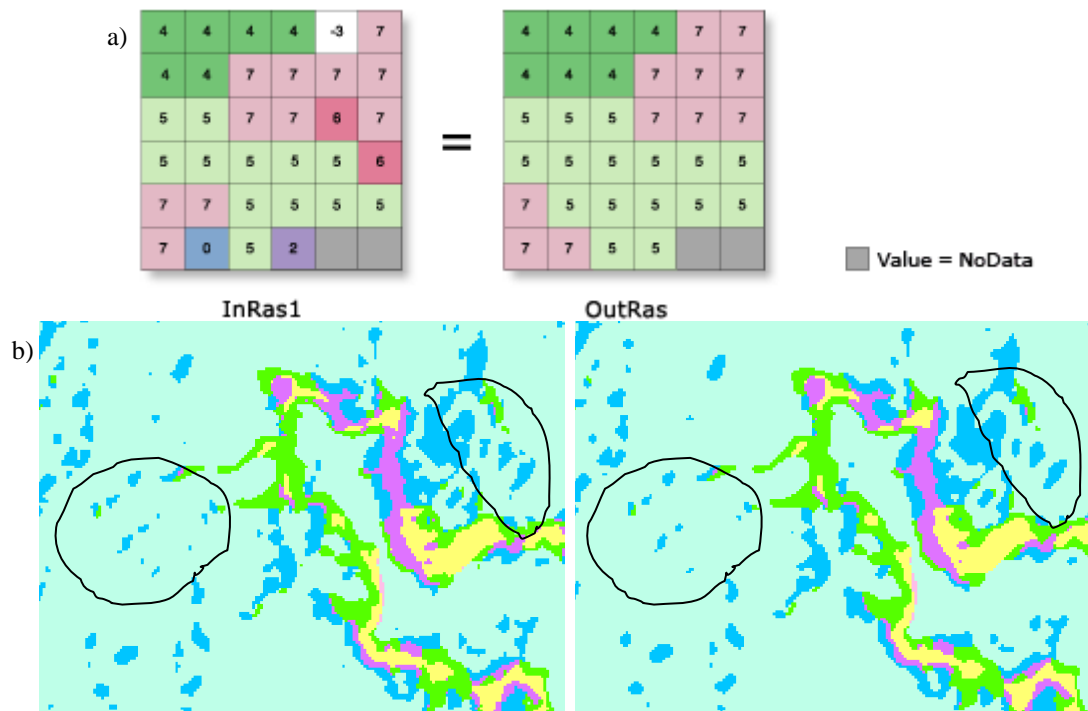 a)
4 4 4 4 -3 7
4 4 7 7 7 7
5 5 7 7 6 7
5 5 5 5 5 6
7 7 5 5 5 5
7 0 5 2
=
4 4 4 4 7 7
4 4 4 7 7 7
5 5 5 7 7 7
5 5 5 5 5 5
7 5 5 5 5 5
7 7 5 5
Value = NoData
InRas1
OutRas
b)